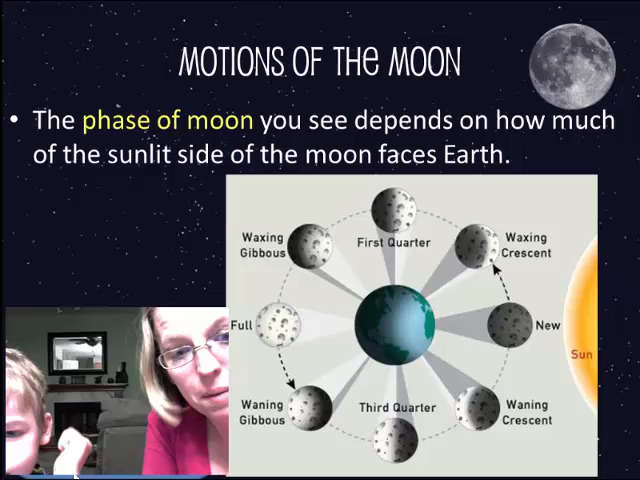 MOTIONS OF THE MOON
• The phase of moon you see depends on how much
of the sunlit side of the moon faces Earth.
Waxing
Gibbous
First Quarter
Waxing
Crescent
Full
New
Sun
Waning
Gibbous
Third Quarter
Waning
Crescent